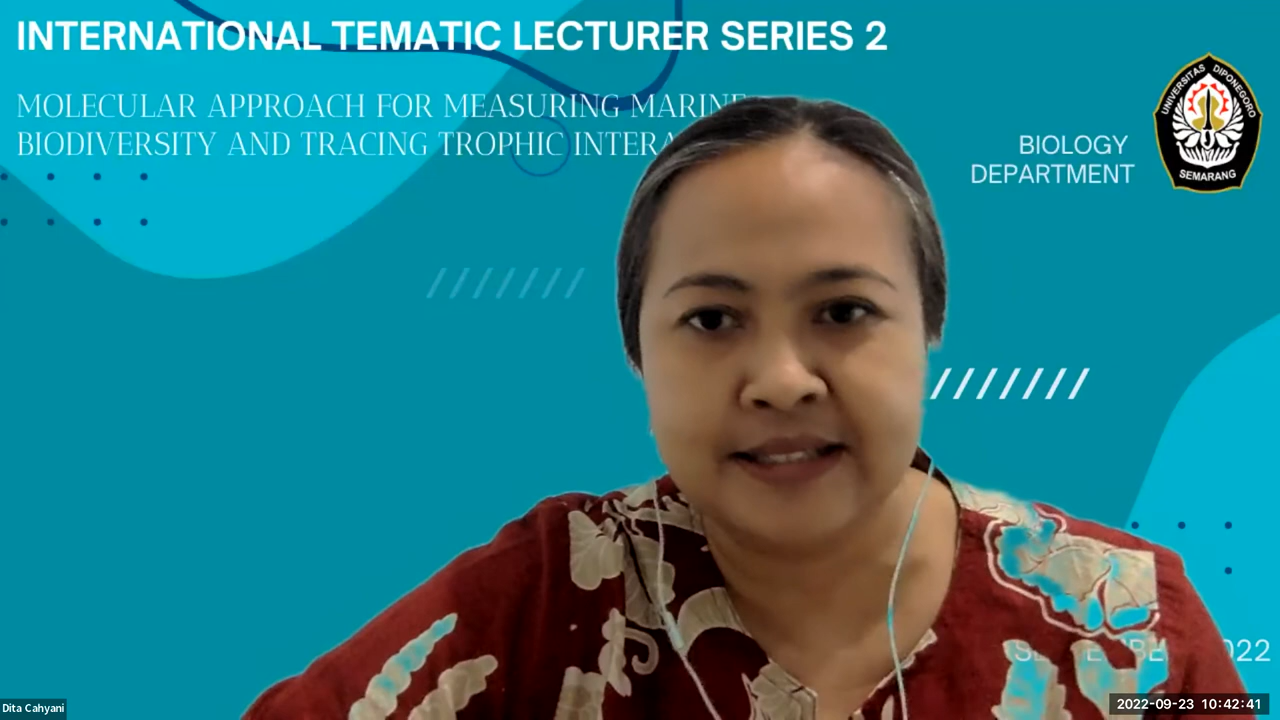 INTERNATIONAL TEMATIC LECTURER SERIES 2
MOLECULAR APPROACH FOR MEASURING MARINE
BIODIVERSITY AND TRACING TROPHIC
BIOLOGY
DEPARTMENT
UNIVERSITAS DIPONEGORO
SEMARANG
Dita Cahyani
2022-09-23 10:42:41